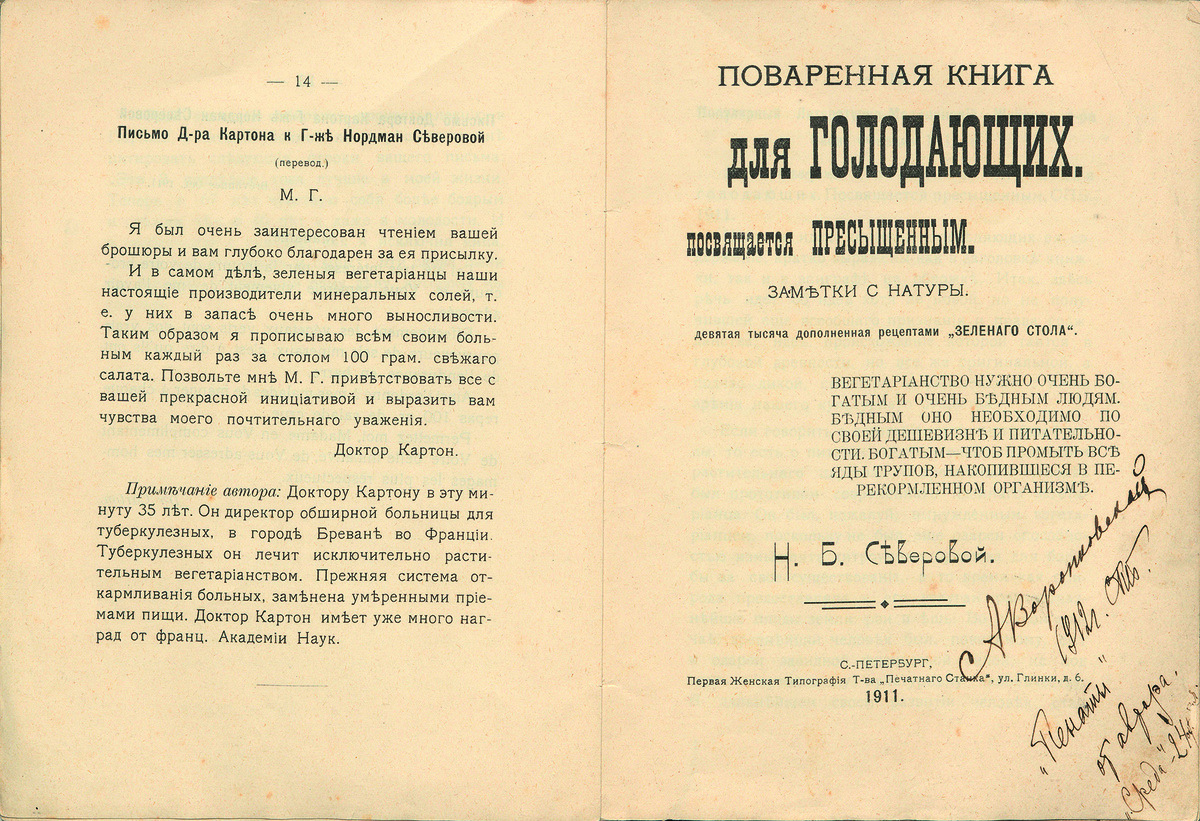 — 14 —
Письмо Д-ра Картона к Г-жѣ Нордман Сѣверовой
(перевод.)
М. Г.
Я был очень заинтересован чтением вашей
брошюры и вам глубоко благодарен за ея присылку.
И в самом дѣлѣ, зеленыя вегетаріанцы наши
настоящіе производители минеральных солей, т.
е. у них в запасѣ очень много выносливости.
Таким образом я прописываю всѣм своим боль-
ным каждый раз за столом 100 грам. свѣжаго
салата. Позвольте мнѣ М. Г. привѣтствовать все с
вашей прекрасной иниціативой и выразить вам
чувства моего почтительнаго уваженія.
Доктор Картон.
Примѣчаніе автора: Доктору Картону в эту ми-
нуту 35 лѣт. Он директор обширной больницы для
туберкулезных, в городѣ Бреванѣ во Франціи.
Туберкулезных он лечит исключительно расти-
тельным вегетаріанством. Прежняя система от-
кармливанія больных, замѣнена умѣренными пріе-
мами пищи. Доктор Картон имѣет уже много наг-
рад от франц. Академіи Наук.
ПОВАРЕННАЯ КНИГА
для ГОЛОДАЮЩИХ.
посвящается ПРЕСЫЩЕННЫМ.
ЗАМѢТКИ С НАТУРЫ.
девятая тысяча дополненная рецептами „ЗЕЛЕНАГО СТОЛА“.
ВЕГЕТАРІАНСТВО НУЖНО ОЧЕНЬ БО-
ГАТЫМ И ОЧЕНЬ БѢДНЫМ ЛЮДЯМ.
БѢДНЫМ ОНО НЕОБХОДИМО ПО
СВОЕЙ ДЕШЕВИЗНѢ И ПИТАТЕЛЬНО-
СТИ. БОГАТЫМ—ЧТОБ ПРОМЫТЬ ВСѢ
ЯДЫ ТРУПОВ, НАКОПИВШЕСЯ В ПЕ-
РЕКОРМЛЕННОМ ОРГАНИЗМѢ.
Н. Б. Сѣверовой.
С.-ПЕТЕРБУРГ,
Первая Женская Типографія Т-ва „Печатнаго Станка“, ул. Глинки, д. 6.
1911.
1912г.
„Пенаты“
от автора.
„Среда“